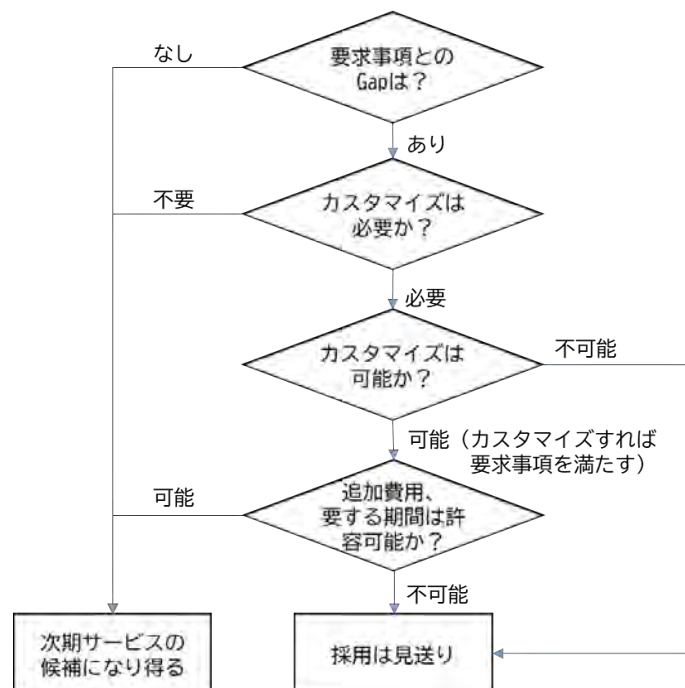 要求事項との
Gapは？
なし
あり
カスタマイズは
必要か？
不要
必要
カスタマイズは
可能か？
不可能
可能（カスタマイズすれば
要求事項を満たす）
追加費用、
要する期間は許
容可能か？
可能
不可能
次期サービスの
候補になり得る
採用は見送り